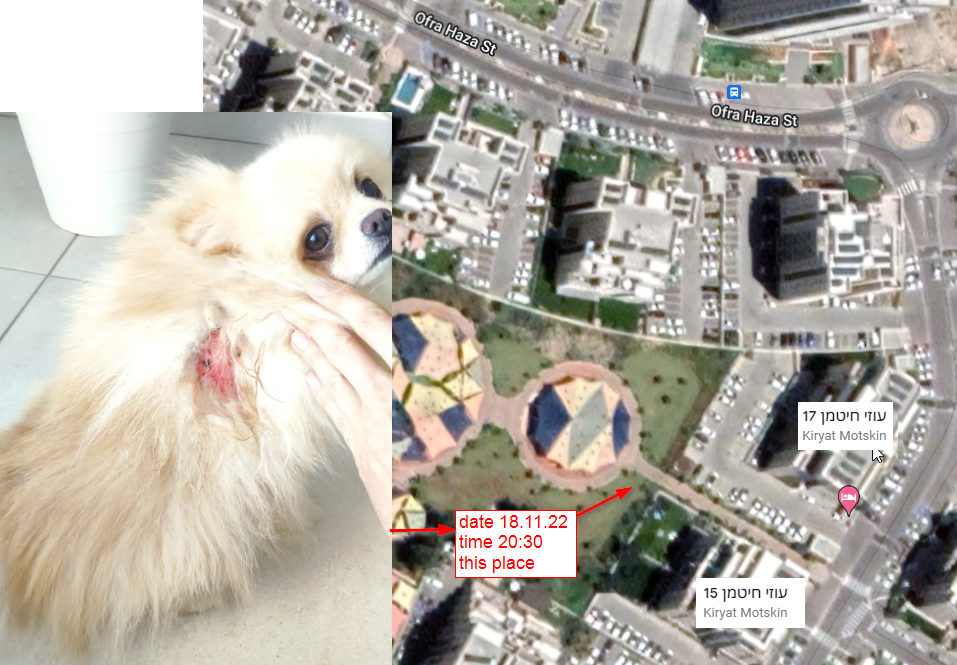 Ofra Haza St
Ofra Haza St
עוזי חיטמן 17
Kiryat Motskin
date 18.11.22
time 20:30
this place
עוזי חיטמן 15
Kiryat Motskin